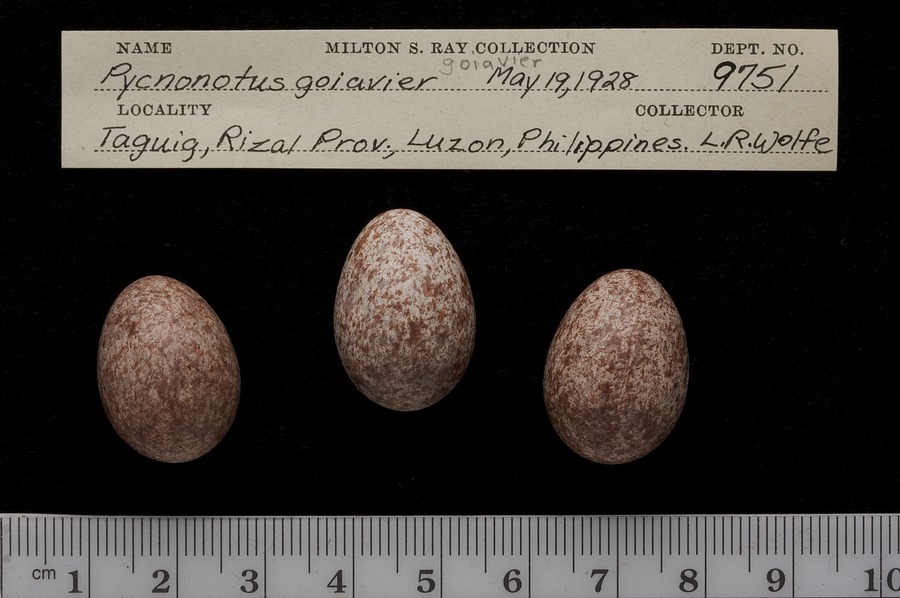 NAME MILTON S. RAY COLLECTION DEPT. NO.
goiavier
Pycnonotus goiavier May 19, 1928 9751
LOCALITY COLLECTOR
Taguig, Rizal Prov., Luzon, Philippines. L.R. Wolfe
cm 1 2 3 4 5 6 7 8 9 10